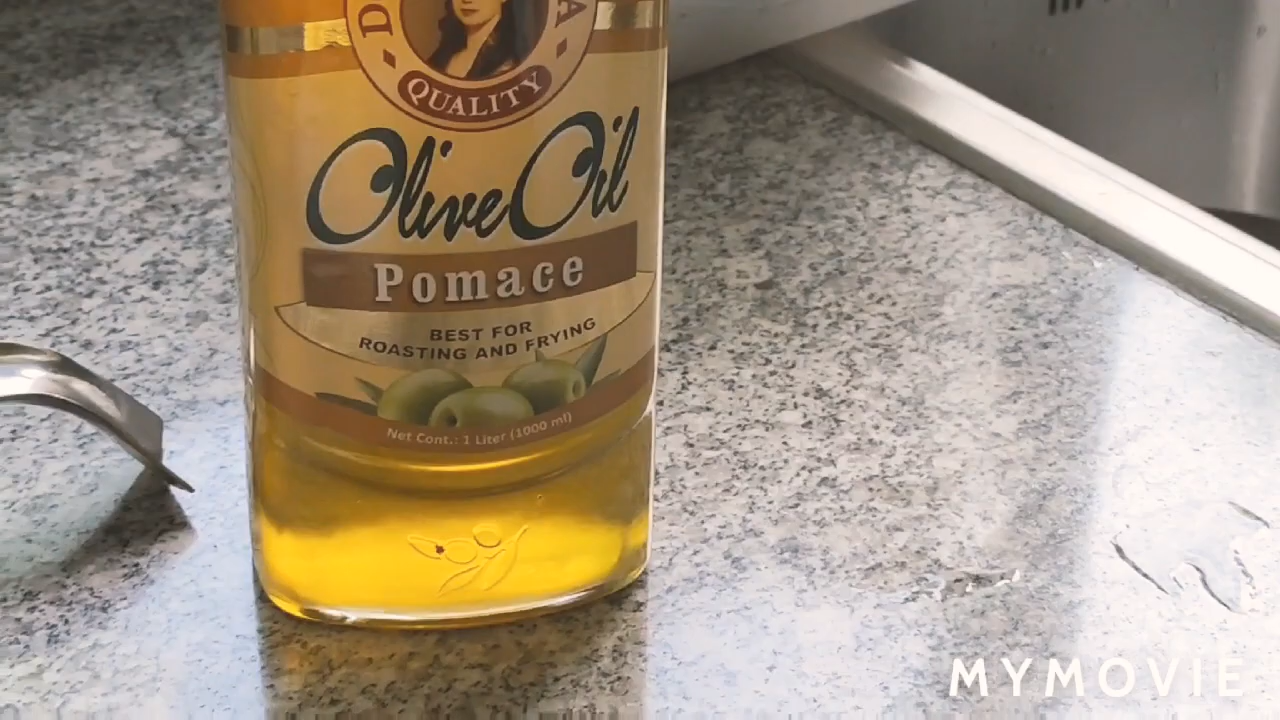 QUALITY
Olive Oil
Pomace
BEST FOR
ROASTING AND FRYING
Net Cont.: 1 Liter (1000 ml)
MYMOVIE